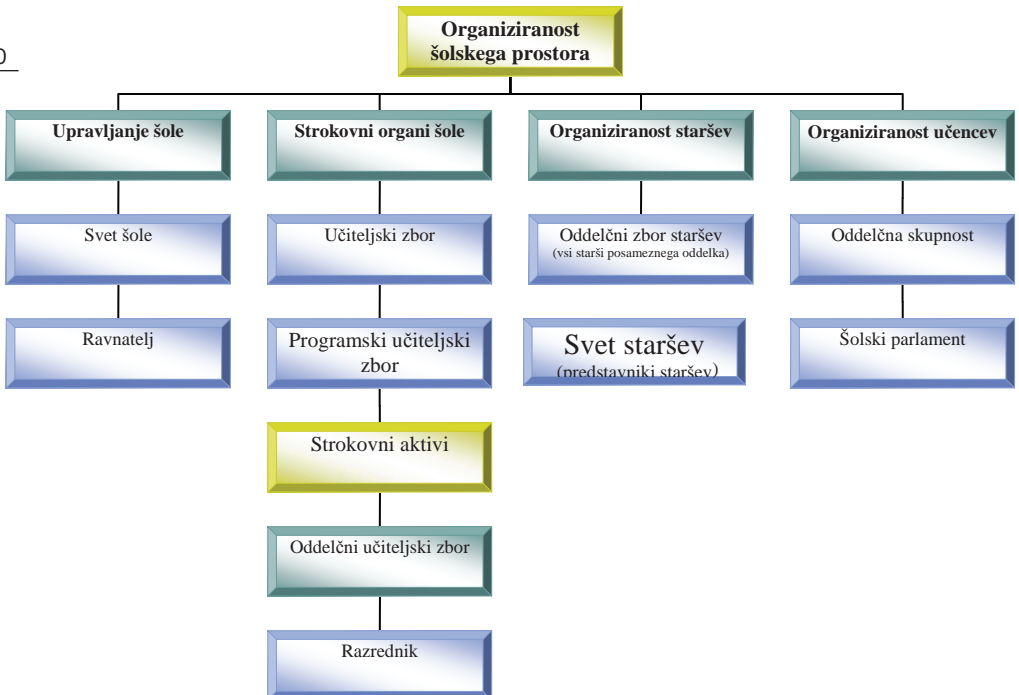 Organiziranost
šolskega prostora
0
Upravljanje šole
Strokovni organi šole
Organiziranost staršev
Organiziranost učencev
Svet šole
Učiteljski zbor
Oddelčni zbor staršev
(vsi starši posameznega oddelka)
Oddelčna skupnost
Ravnatelj
Programski učiteljski
zbor
Svet staršev
(predstavniki staršev)
Šolski parlament
Strokovni aktivi
Oddelčni učiteljski zbor
Razrednik